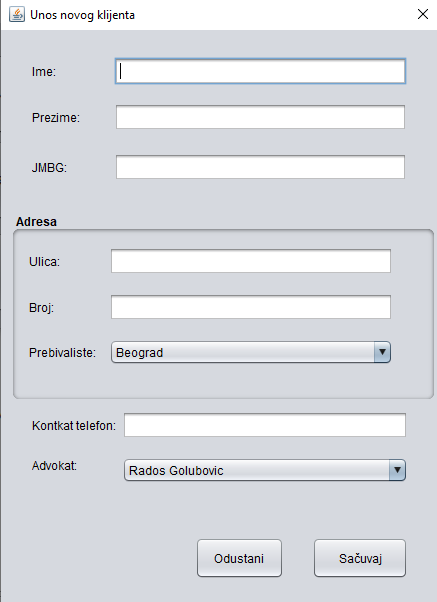 Unos novog klijenta
Ime:
Prezime:
JMBG:
Adresa
Ulica:
Broj:
Prebivaliste: Beograd
Kontkat telefon:
Advokat: Rados Golubovic
Odustani Sačuvaj